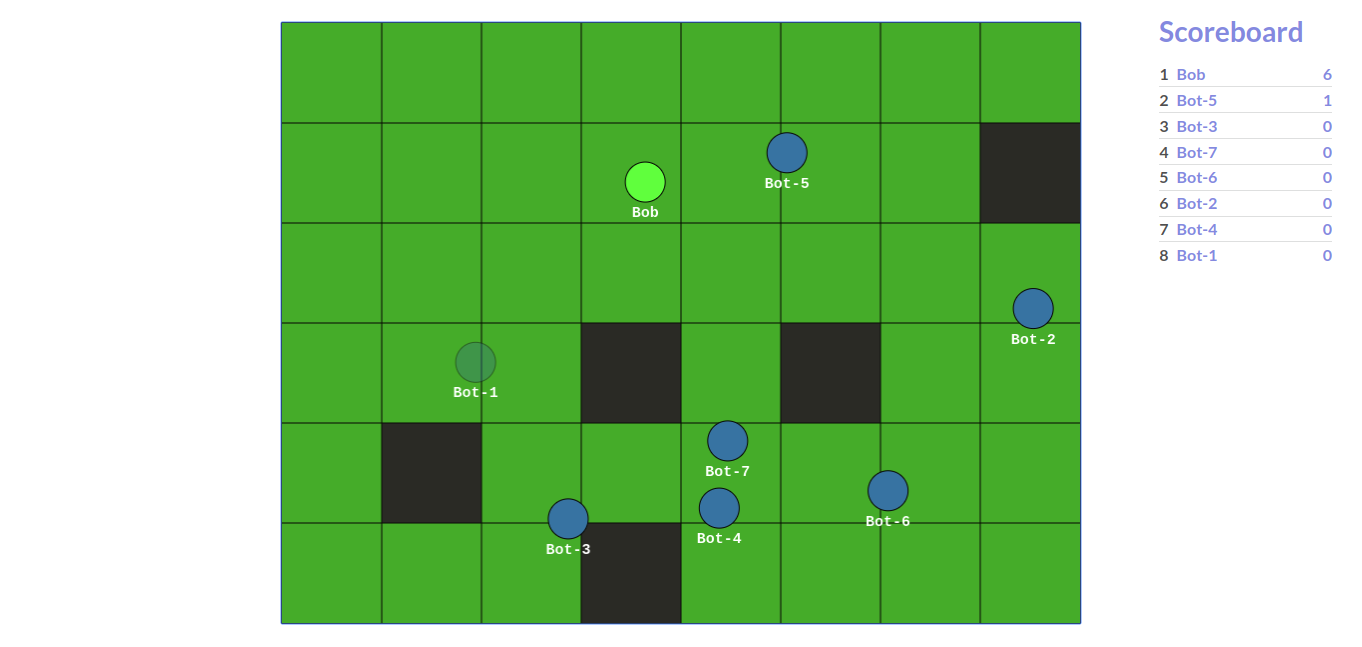 Scoreboard
1 Bob 6
2 Bot-5 1
3 Bot-3 0
4 Bot-7 0
5 Bot-6 0
6 Bot-2 0
7 Bot-4 0
8 Bot-1 0
Bot-5
Bob
Bot-2
Bot-1
Bot-7
Bot-6
Bot-4
Bot-3